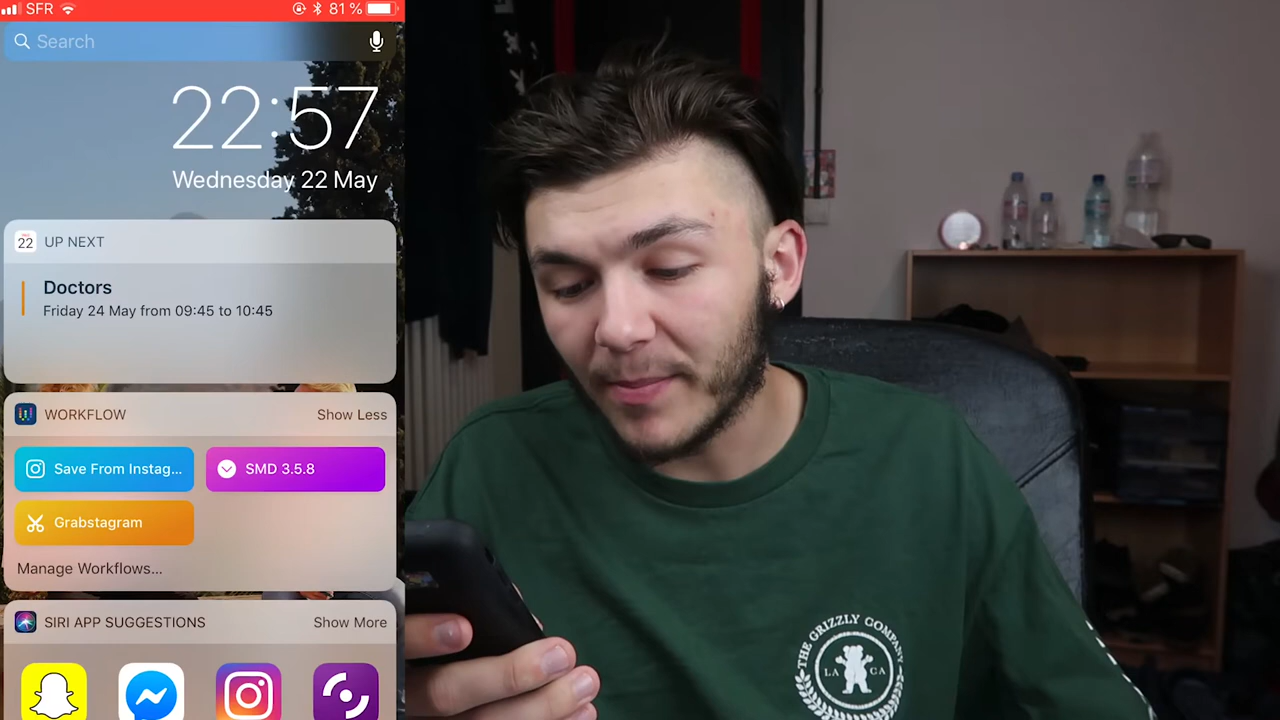 SFR 81 %
Search
22:57
Wednesday 22 May
22 UP NEXT
Doctors
Friday 24 May from 09:45 to 10:45
WORKFLOW Show Less
Save From Instag...
SMD 3.5.8
Grabstagram
Manage Workflows...
SIRI APP SUGGESTIONS Show More
THE GRIZZLY COMPANY
LA CA